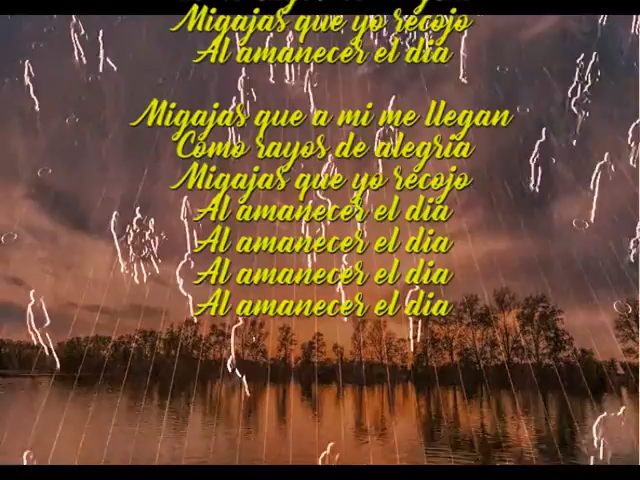 Migajas que yo recojo
Al amanecer el dia
Migajas que a mi me llegan
Como rayos de alegria
Migajas que yo recojo
Al amanecer el dia
Al amanecer el dia
Al amanecer el dia
Al amanecer el dia